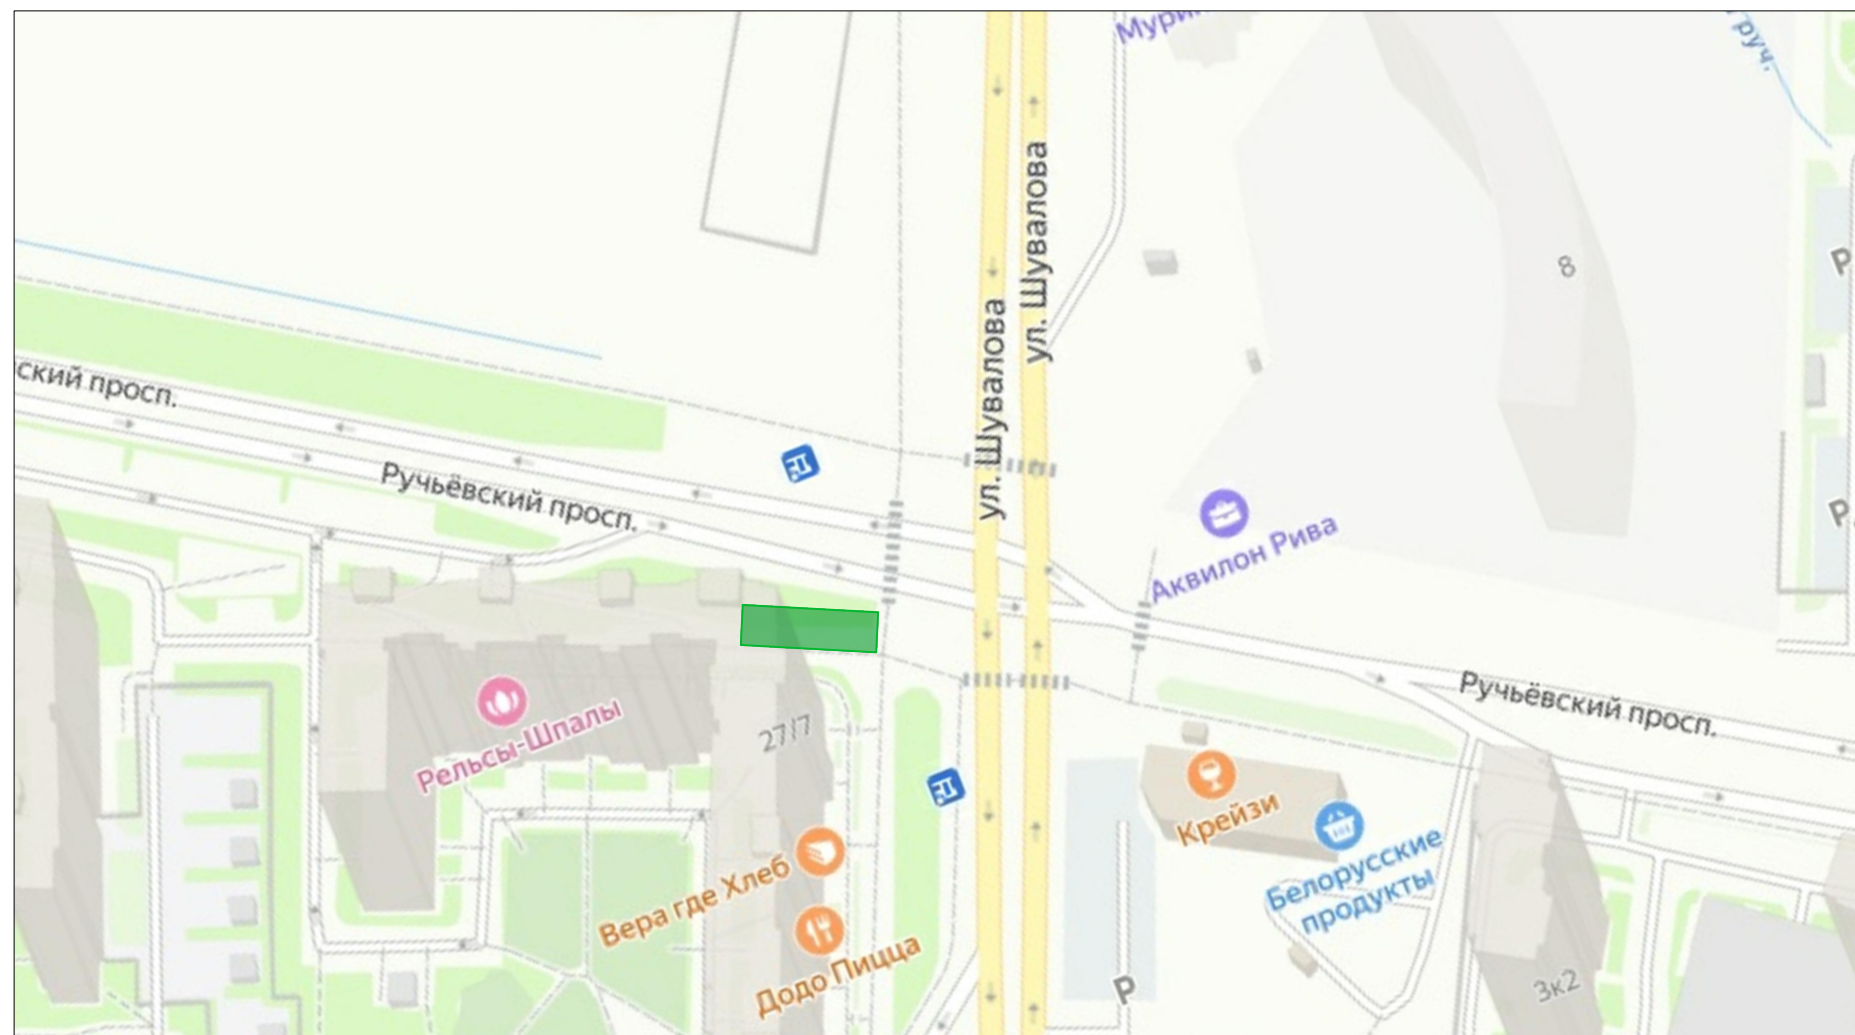 руч.
ул. Шувалова
ул. Шувалова
8
Р
ский просп.
Ручьёвский просп.
Р
Аквилон Рива
Ручьёвский просп.
Рельсы-Шпалы
27/7
Крейзи
Белорусские
продукты
Вера где Хлеб
Додо Пицца
Р
3к2